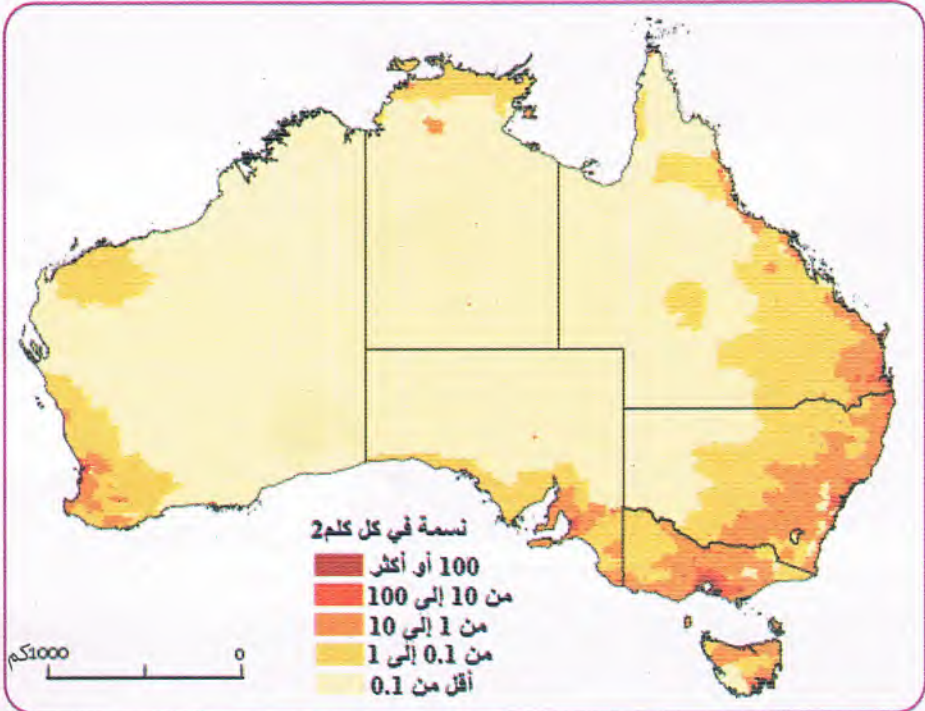 نسمة في كل كلم2
100 أو أكثر
من 10 إلى 100
من 1 إلى 10
من 0.1 إلى 1
أقل من 0.1
1000كم 0